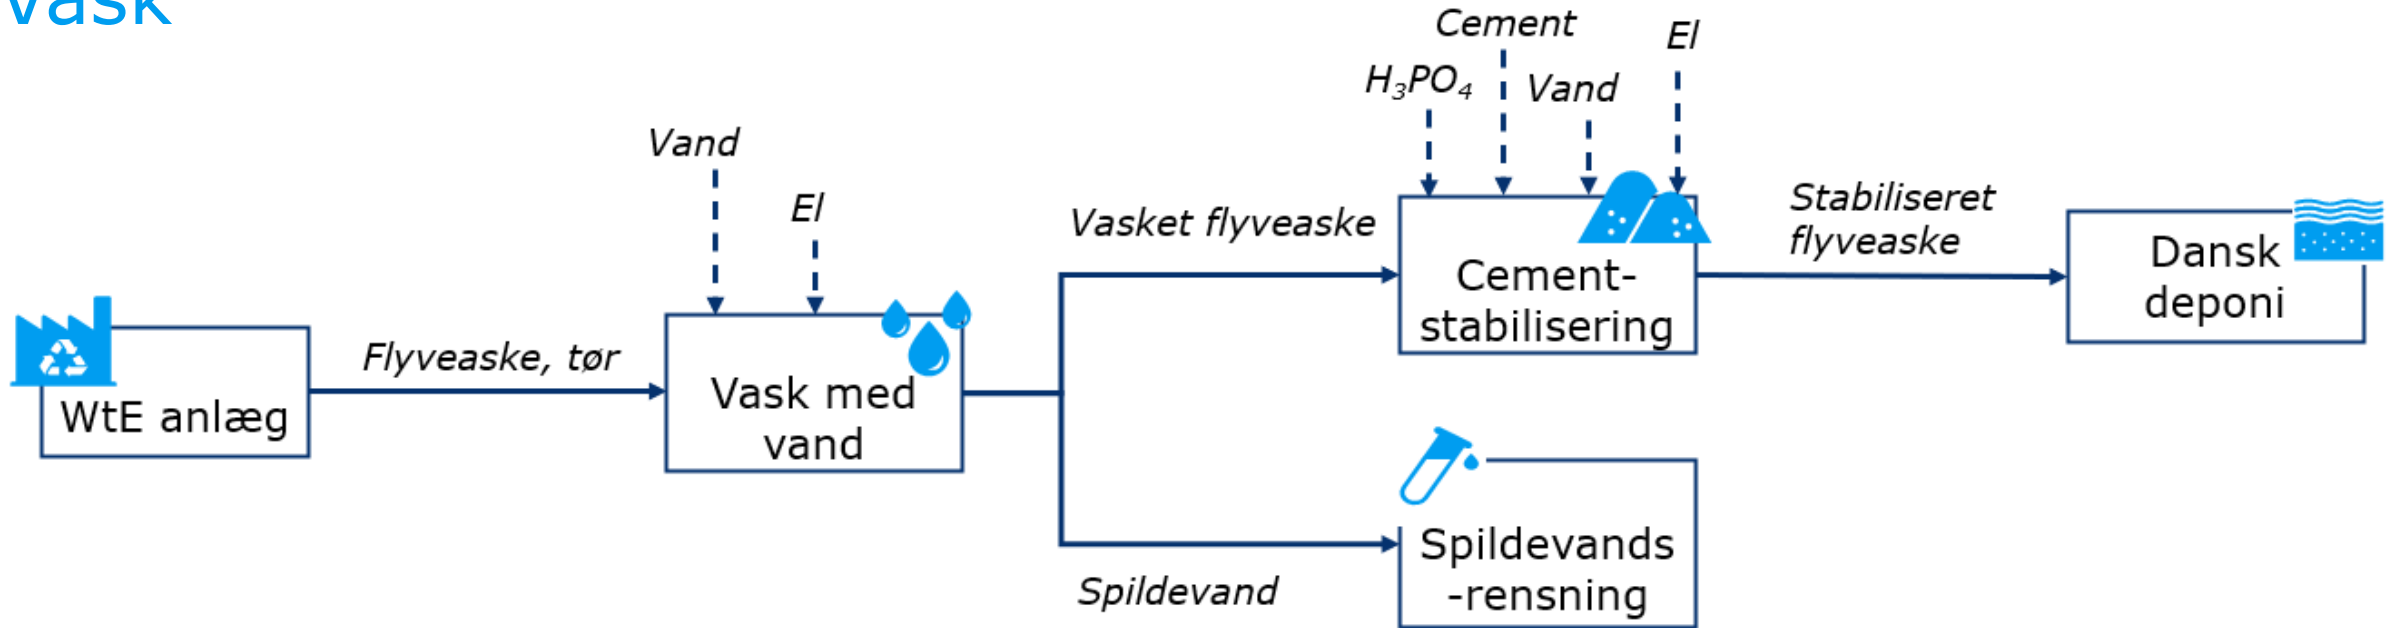 Vask
Cement
El
H₃PO₄
Vand
Vand
El
Vasket flyveaske
Stabiliseret
flyveaske
Cement-
stabilisering
Dansk
deponi
Flyveaske, tør
WtE anlæg
Vask med
vand
Spildevand
Spildevands
-rensning